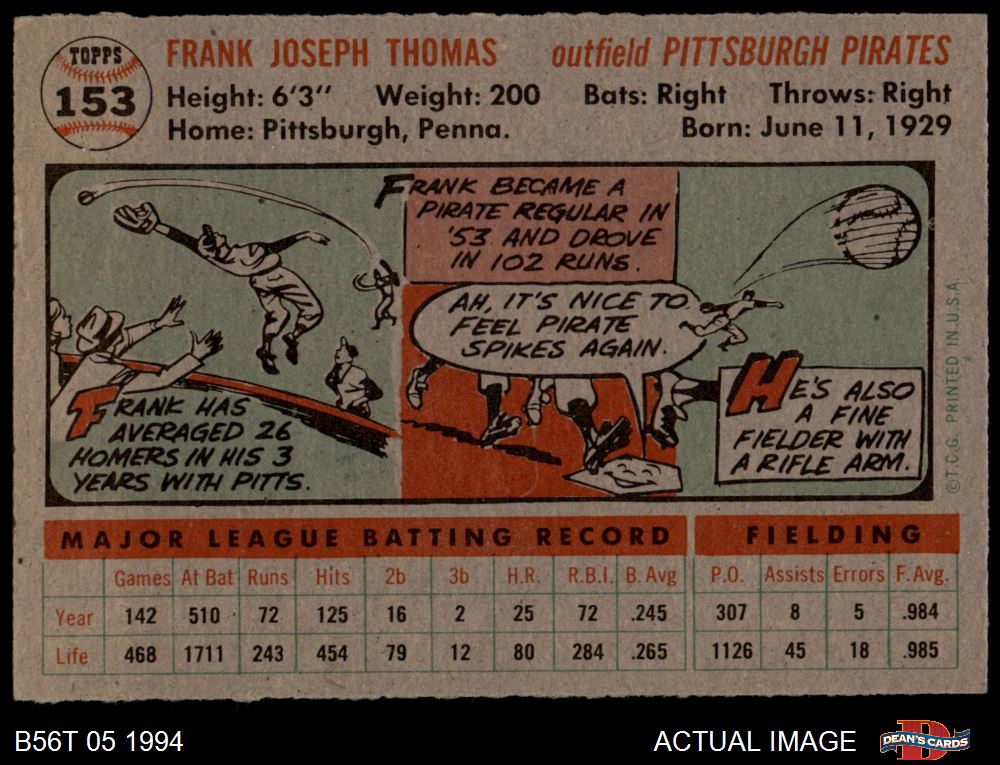 TOPPS
153
FRANK JOSEPH THOMAS outfield PITTSBURGH PIRATES
Height: 6'3" Weight: 200 Bats: Right Throws: Right
Home: Pittsburgh, Penna. Born: June 11, 1929
FRANK HAS
AVERAGED 26
HOMERS IN HIS 3
YEARS WITH PITTS.
FRANK BECAME A
PIRATE REGULAR IN
'53 AND DROVE
IN 102 RUNS.
AH, IT'S NICE TO
FEEL PIRATE
SPIKES AGAIN.
HE'S ALSO
A FINE
FIELDER WITH
A RIFLE ARM.
© T.C.G. PRINTED IN U.S.A.
MAJOR LEAGUE BATTING RECORD FIELDING
Games At Bat Runs Hits 2b 3b H.R. R.B.I. B. Avg P.O. Assists Errors F. Avg.
Year 142 510 72 125 16 2 25 72 .245 307 8 5 .984
Life 468 1711 243 454 79 12 80 284 .265 1126 45 18 .985
B56T 05 1994 ACTUAL IMAGE DEAN'S CARDS